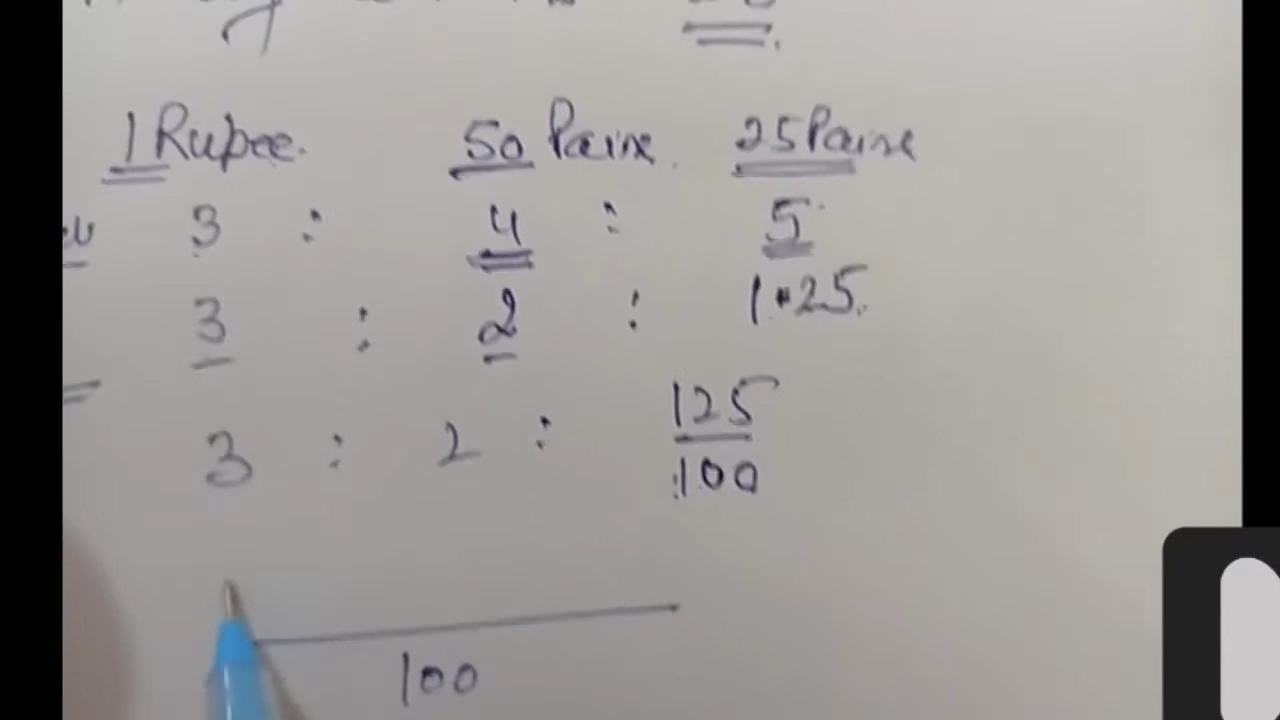 1 Rupee. 50 Paise 25 Paise
3 : 4 : 5
3 : 2 : 1.25
3 : 2 : 125
100
100